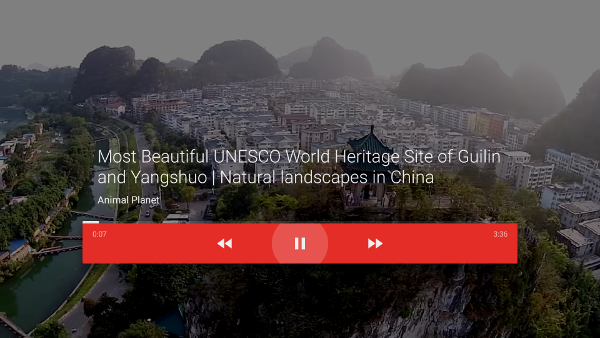 Most Beautiful UNESCO World Heritage Site of Guilin
and Yangshuo | Natural landscapes in China
Animal Planet
0:07
3:36